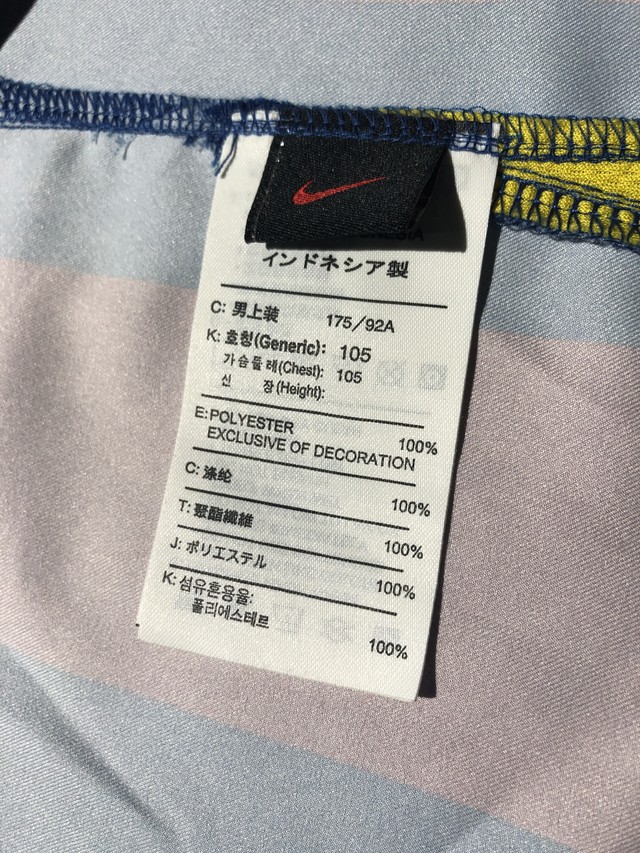 インドネシア製
C: 男上装 175/92A
K: 호칭(Generic): 105
가슴둘레(Chest): 105
신 장(Height):
E:POLYESTER 100%
EXCLUSIVE OF DECORATION
C: 涤纶 100%
T: 聚酯纖維 100%
J: ポリエステル 100%
K: 섬유혼용율:
폴리에스테르 100%